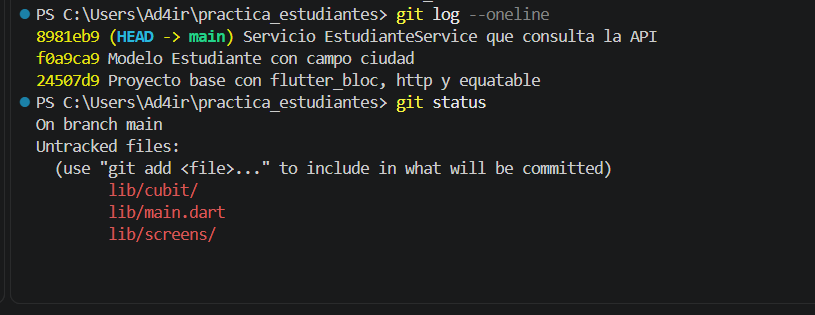 PS C:\Users\Ad4ir\practica_estudiantes> git log --oneline
8981eb9 (HEAD -> main) Servicio EstudianteService que consulta la API
f0a9ca9 Modelo Estudiante con campo ciudad
24507d9 Proyecto base con flutter_bloc, http y equatable
PS C:\Users\Ad4ir\practica_estudiantes> git status
On branch main
Untracked files:
  (use "git add <file>..." to include in what will be committed)
        lib/cubit/
        lib/main.dart
        lib/screens/